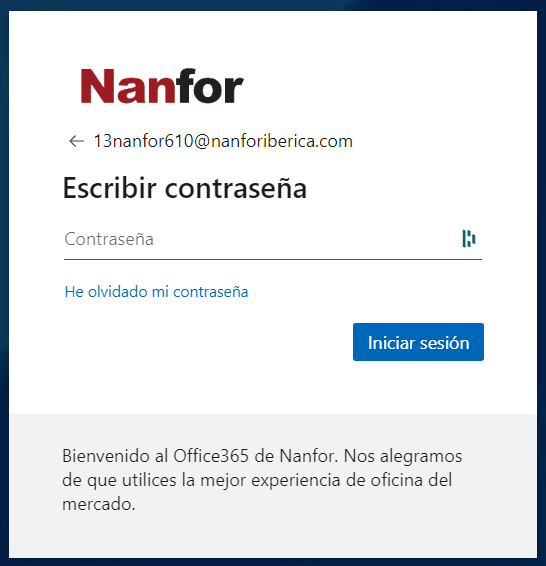 Nanfor
13nanfor610@nanforiberica.com
Escribir contraseña
Contraseña
He olvidado mi contraseña
Iniciar sesión
Bienvenido al Office365 de Nanfor. Nos alegramos
de que utilices la mejor experiencia de oficina del
mercado.